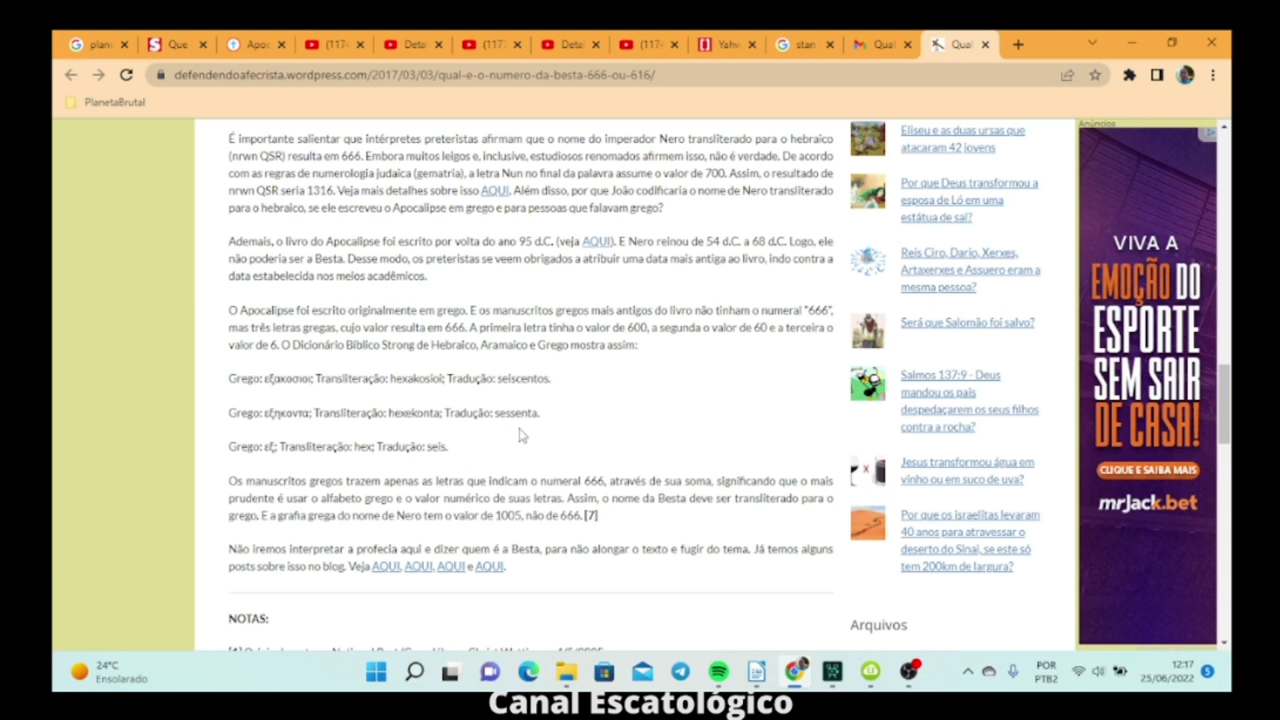 plan
Que
Apoc
(117
Deta
(117
Deta
(117
Yahv
stan
Qual
Qual
defendendoafecrista.wordpress.com/2017/03/03/qual-e-o-numero-da-besta-666-ou-616/
PlanetaBrutal
É importante salientar que intérpretes preteristas afirmam que o nome do imperador Nero transliterado para o hebraico
(nrwn QSR) resulta em 666. Embora muitos leigos e, inclusive, estudiosos renomados afirmem isso, não é verdade. De acordo
com as regras de numerologia judaica (gematria), a letra Nun no final da palavra assume o valor de 700. Assim, o resultado de
nrwn QSR seria 1316. Veja mais detalhes sobre isso AQUI. Além disso, por que João codificaria o nome de Nero transliterado
para o hebraico, se ele escreveu o Apocalipse em grego e para pessoas que falavam grego?
Ademais, o livro do Apocalipse foi escrito por volta do ano 95 d.C. (veja AQUI). E Nero reinou de 54 d.C. a 68 d.C. Logo, ele
não poderia ser a Besta. Desse modo, os preteristas se veem obrigados a atribuir uma data mais antiga ao livro, indo contra a
data estabelecida nos meios acadêmicos.
O Apocalipse foi escrito originalmente em grego. E os manuscritos gregos mais antigos do livro não tinham o numeral "666",
mas três letras gregas, cujo valor resulta em 666. A primeira letra tinha o valor de 600, a segunda o valor de 60 e a terceira o
valor de 6. O Dicionário Bíblico Strong de Hebraico, Aramaico e Grego mostra assim:
Grego: εξακοσιοι; Transliteração: hexakosioi; Tradução: seiscentos.
Grego: εξηκοντα; Transliteração: hexekonta; Tradução: sessenta.
Grego: εξ; Transliteração: hex; Tradução: seis.
Os manuscritos gregos trazem apenas as letras que indicam o numeral 666, através de sua soma, significando que o mais
prudente é usar o alfabeto grego e o valor numérico de suas letras. Assim, o nome da Besta deve ser transliterado para o
grego. E a grafia grega do nome de Nero tem o valor de 1005, não de 666.[7]
Não iremos interpretar a profecia aqui e dizer quem é a Besta, para não alongar o texto e fugir do tema. Já temos alguns
posts sobre isso no blog. Veja AQUI, AQUI, AQUI e AQUI.
NOTAS:
Eliseu e as duas ursas que
atacaram 42 jovens
Por que Deus transformou a
esposa de Ló em uma
estátua de sal?
Reis Ciro, Dario, Xerxes,
Artaxerxes e Assuero eram a
mesma pessoa?
Será que Salomão foi salvo?
Salmos 137:9 - Deus
mandou os pais
despedaçarem os seus filhos
contra a rocha?
Jesus transformou água em
vinho ou em suco de uva?
Por que os israelitas levaram
40 anos para atravessar o
deserto do Sinai, se este só
tem 200km de largura?
Arquivos
Anúncios
VIVA A
EMOÇÃO DO
ESPORTE
SEM SAIR
DE CASA!
CLIQUE E SAIBA MAIS
mrJack.bet
24°C
Ensolarado
POR
PTB2
12:17
25/06/2022
5
Canal Escatológico